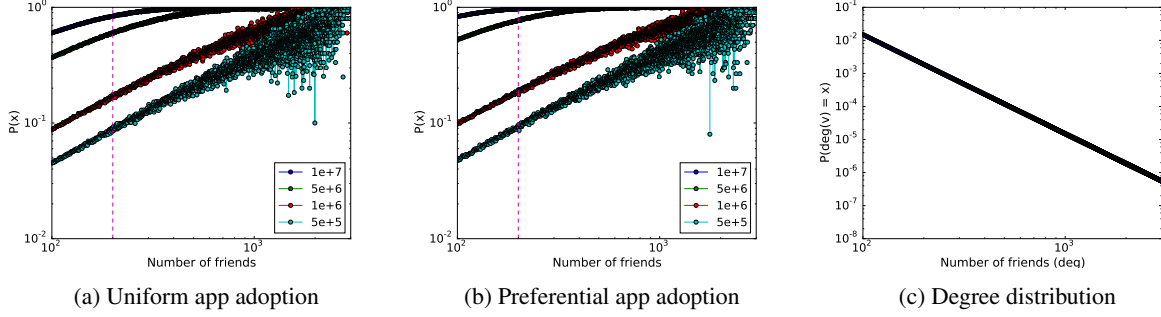 10^0
10^-1
10^-2
P(x)
10^2
10^3
Number of friends
1e+7
5e+6
1e+6
5e+5
(a) Uniform app adoption
10^0
10^-1
10^-2
P(x)
10^2
10^3
Number of friends
1e+7
5e+6
1e+6
5e+5
(b) Preferential app adoption
10^-1
10^-2
10^-3
10^-4
10^-5
10^-6
10^-7
10^-8
P(deg(v) = x)
10^2
10^3
Number of friends (deg)
(c) Degree distribution